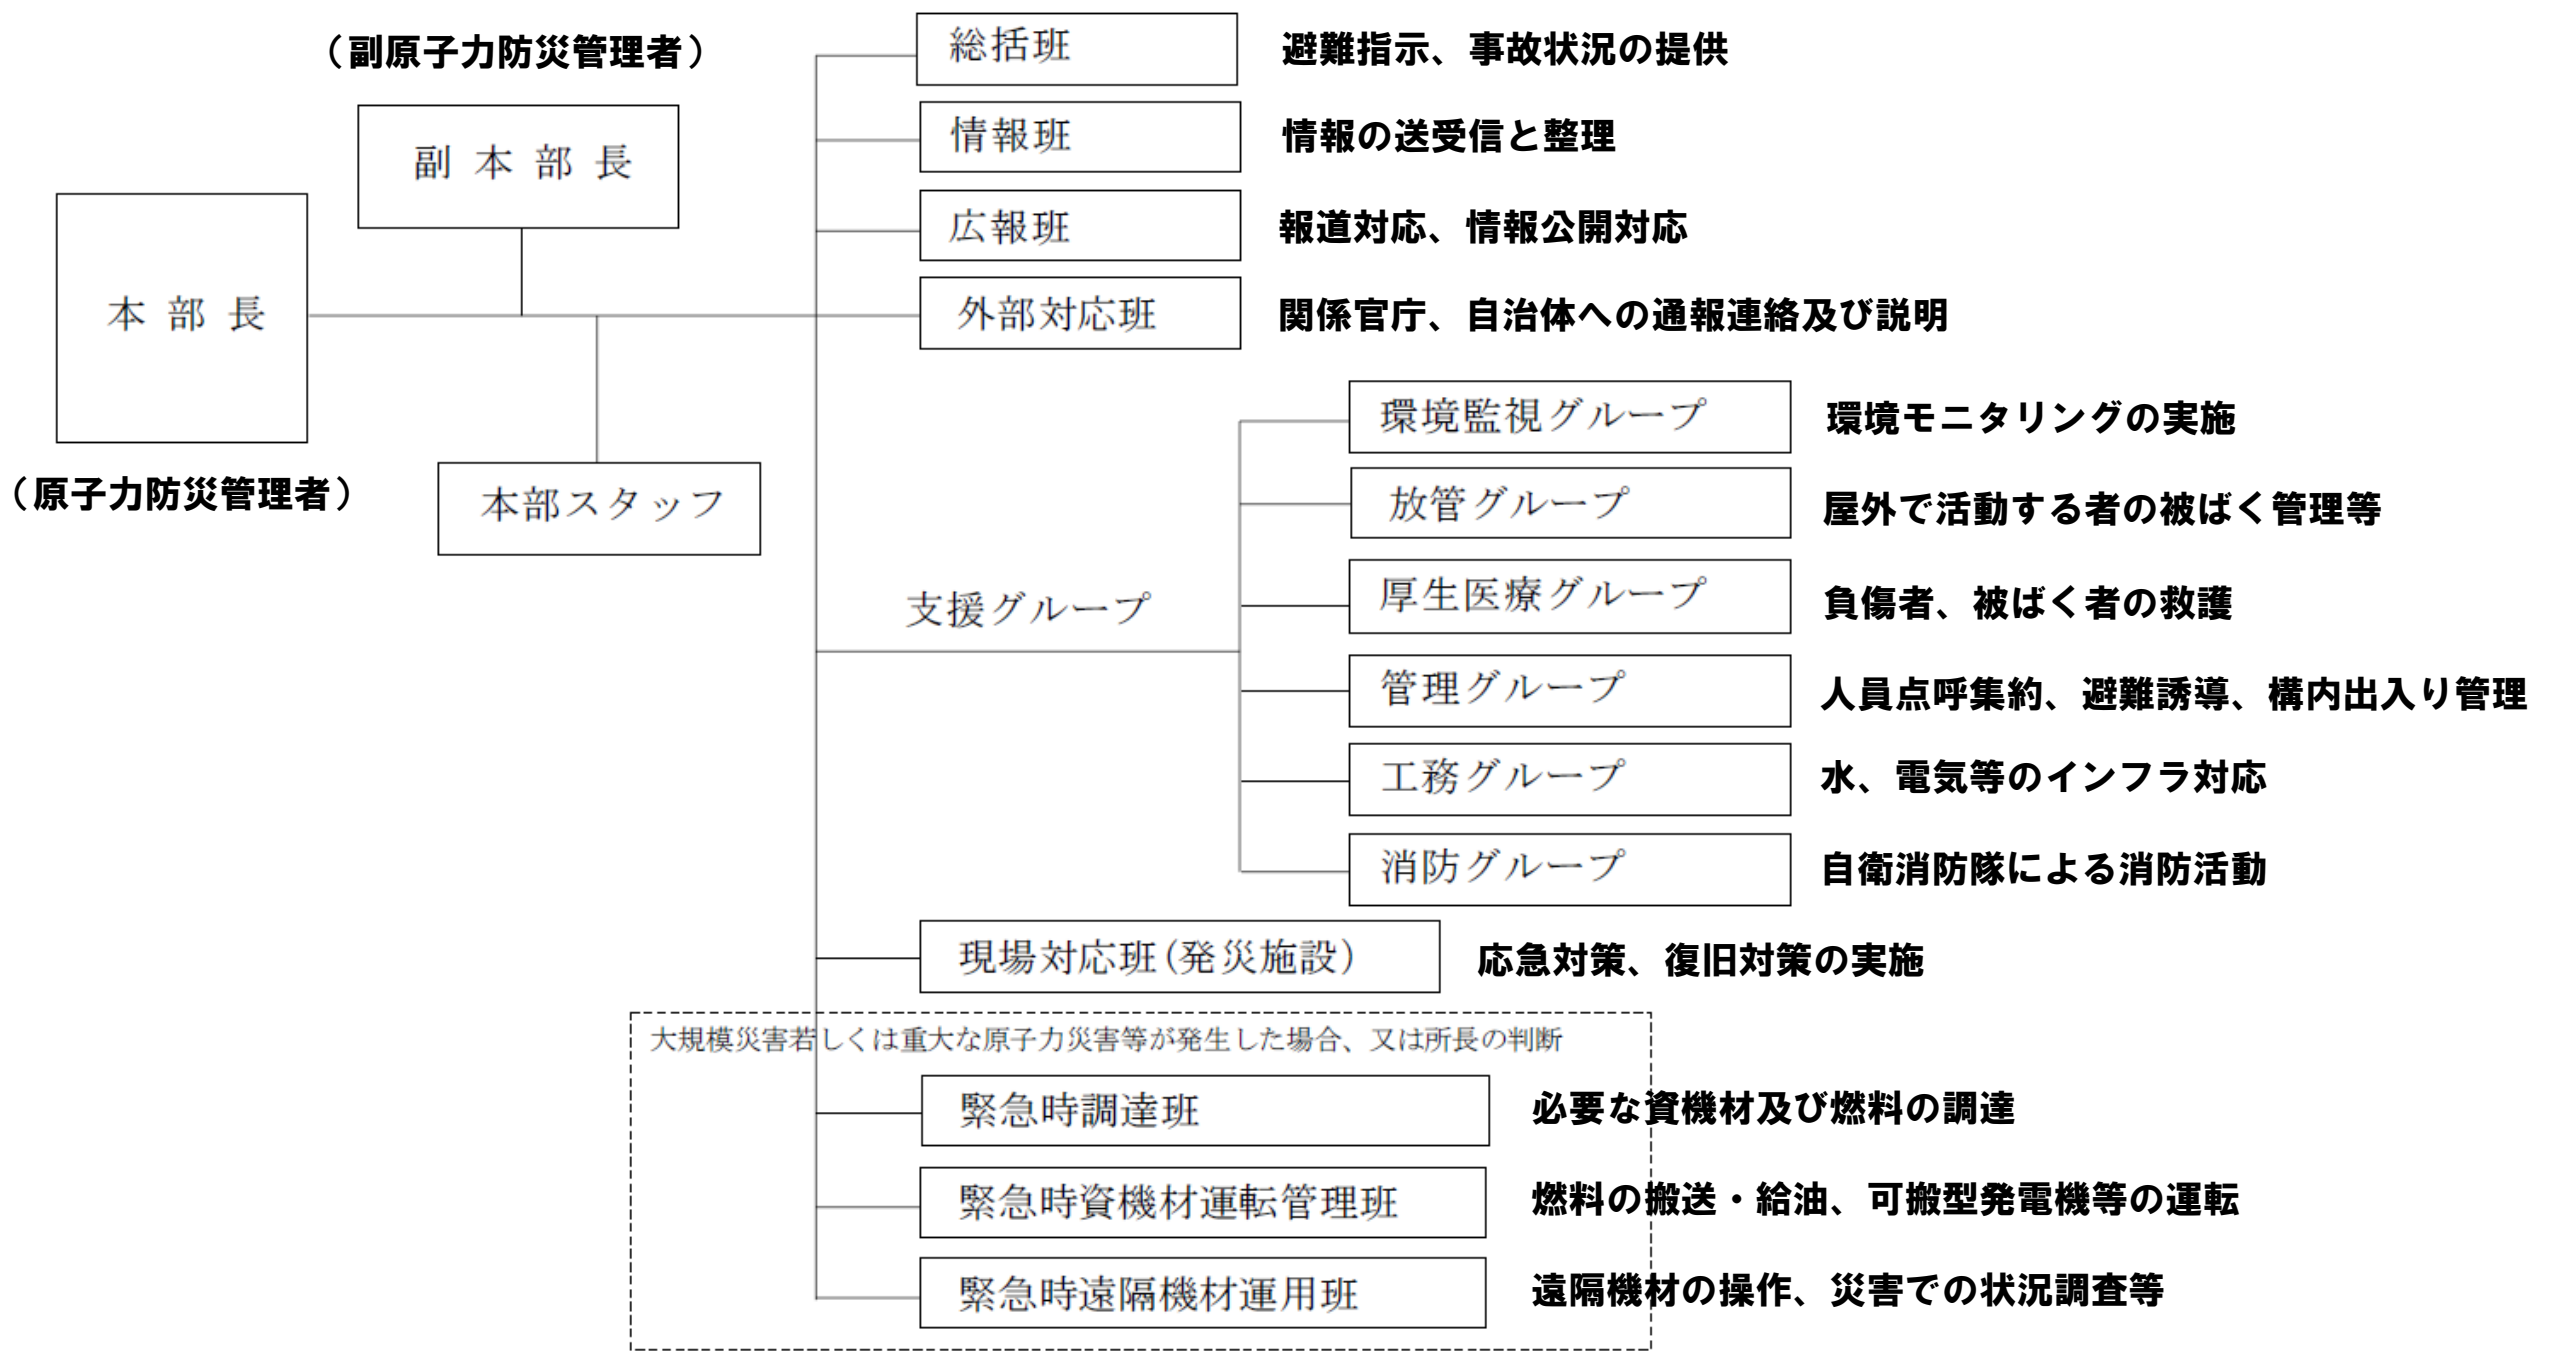 （副原子力防災管理者）
副本部長
本部長
（原子力防災管理者）
本部スタッフ
総括班 避難指示、事故状況の提供
情報班 情報の送受信と整理
広報班 報道対応、情報公開対応
外部対応班 関係官庁、自治体への通報連絡及び説明
支援グループ
環境監視グループ 環境モニタリングの実施
放管グループ 屋外で活動する者の被ばく管理等
厚生医療グループ 負傷者、被ばく者の救護
管理グループ 人員点呼集約、避難誘導、構内出入り管理
工務グループ 水、電気等のインフラ対応
消防グループ 自衛消防隊による消防活動
現場対応班(発災施設) 応急対策、復旧対策の実施
大規模災害若しくは重大な原子力災害等が発生した場合、又は所長の判断
緊急時調達班 必要な資機材及び燃料の調達
緊急時資機材運転管理班 燃料の搬送・給油、可搬型発電機等の運転
緊急時遠隔機材運用班 遠隔機材の操作、災害での状況調査等